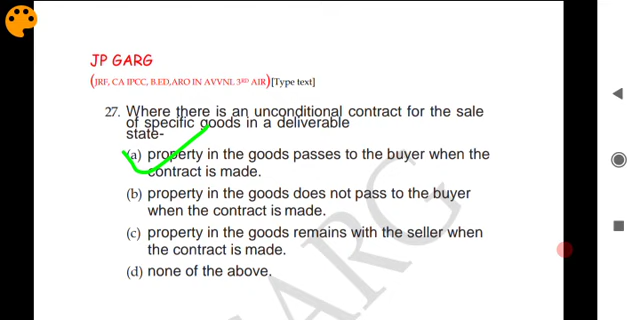 JP GARG
(JRF, CA IPCC, B.ED,ARO IN AVVNL 3RD AIR)[Type text]
27. Where there is an unconditional contract for the sale
of specific goods in a deliverable
state-
(a) property in the goods passes to the buyer when the
contract is made.
(b) property in the goods does not pass to the buyer
when the contract is made.
(c) property in the goods remains with the seller when
the contract is made.
(d) none of the above.
GARG